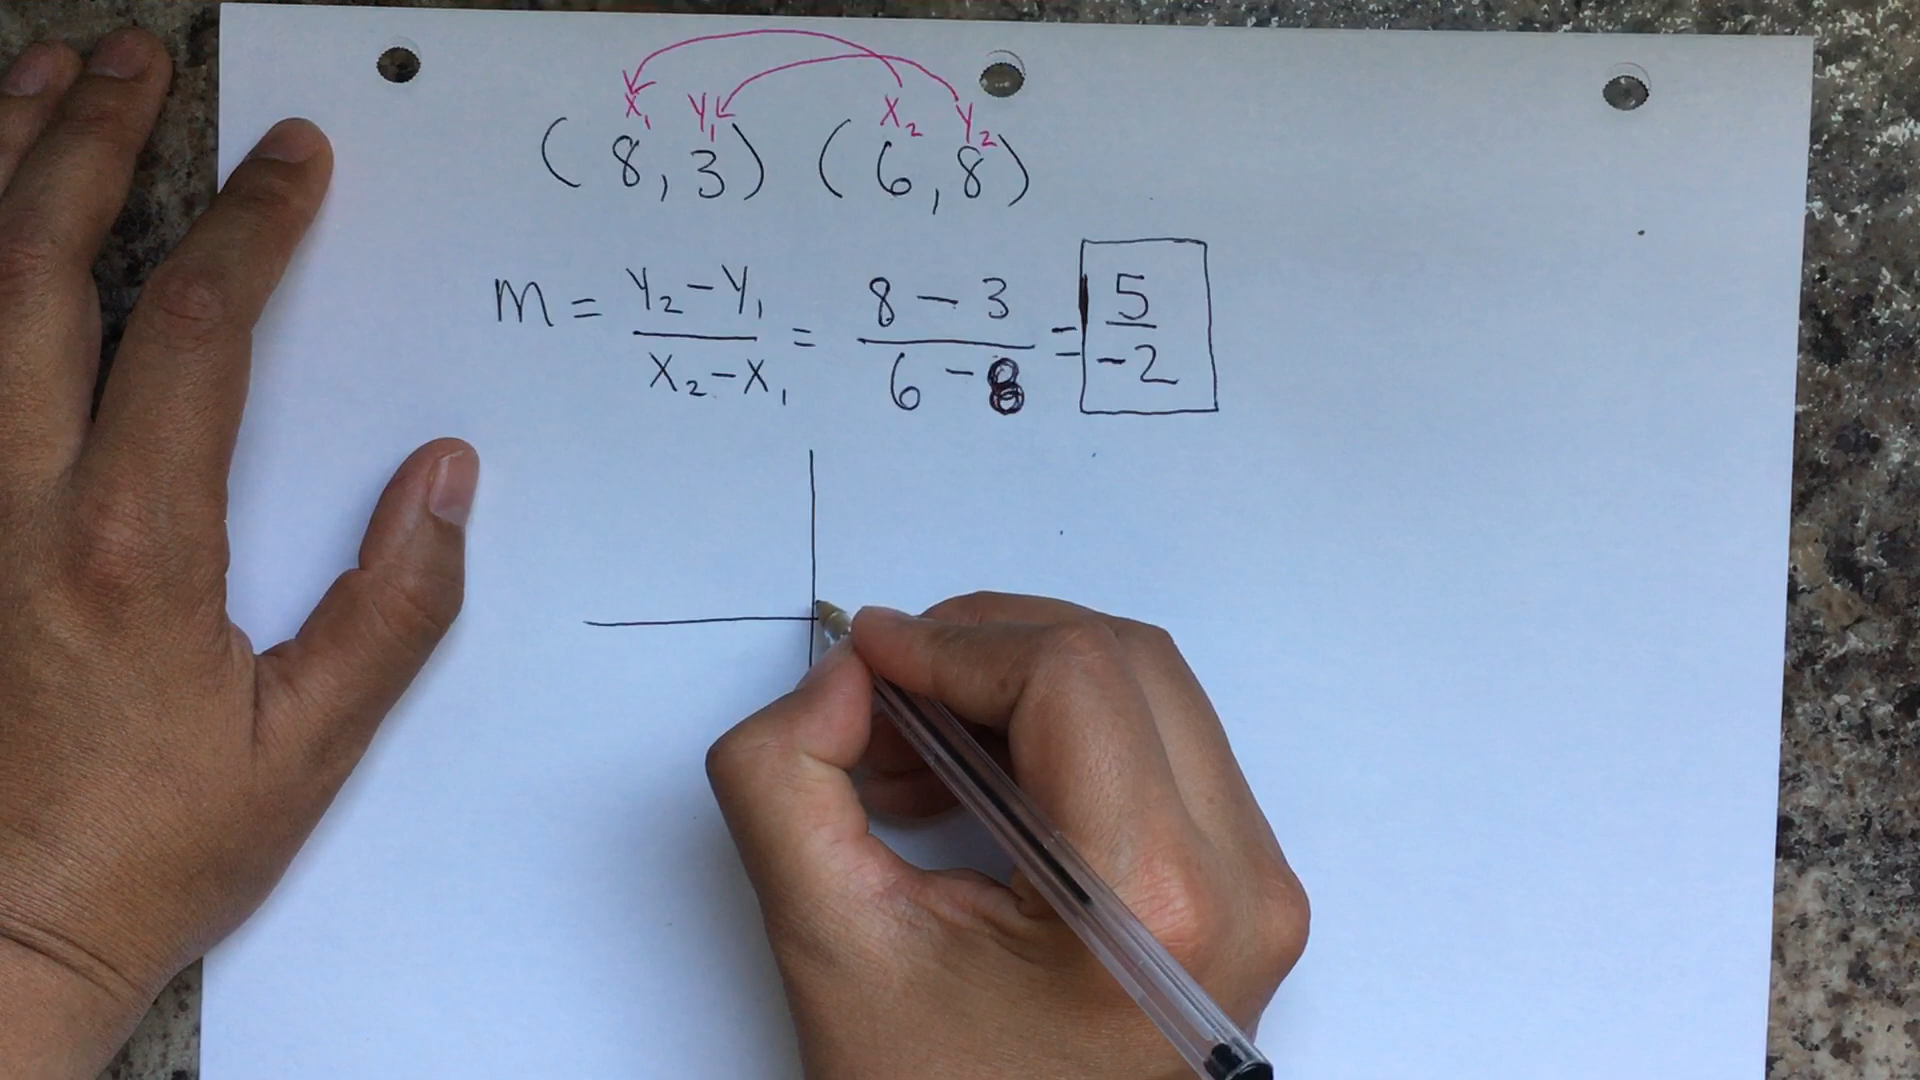 X₁ Y₁ X₂ Y₂
(8,3) (6,8)
m = Y₂-Y₁/X₂-X₁ = 8-3/6-8 = 5/-2